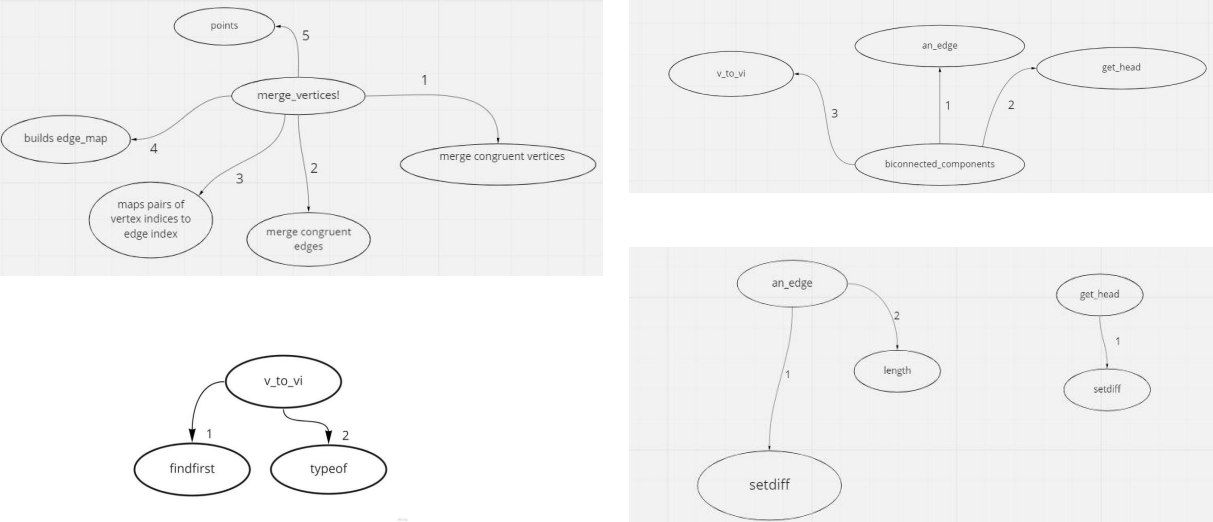 points
5
merge_vertices!
1
builds edge_map
4
merge congruent vertices
3
2
maps pairs of
vertex indices to
edge index
merge congruent
edges
an_edge
v_to_vi
get_head
3
1
2
biconnected_components
v_to_vi
1
2
findfirst
typeof
an_edge
2
length
1
setdiff
get_head
1
setdiff